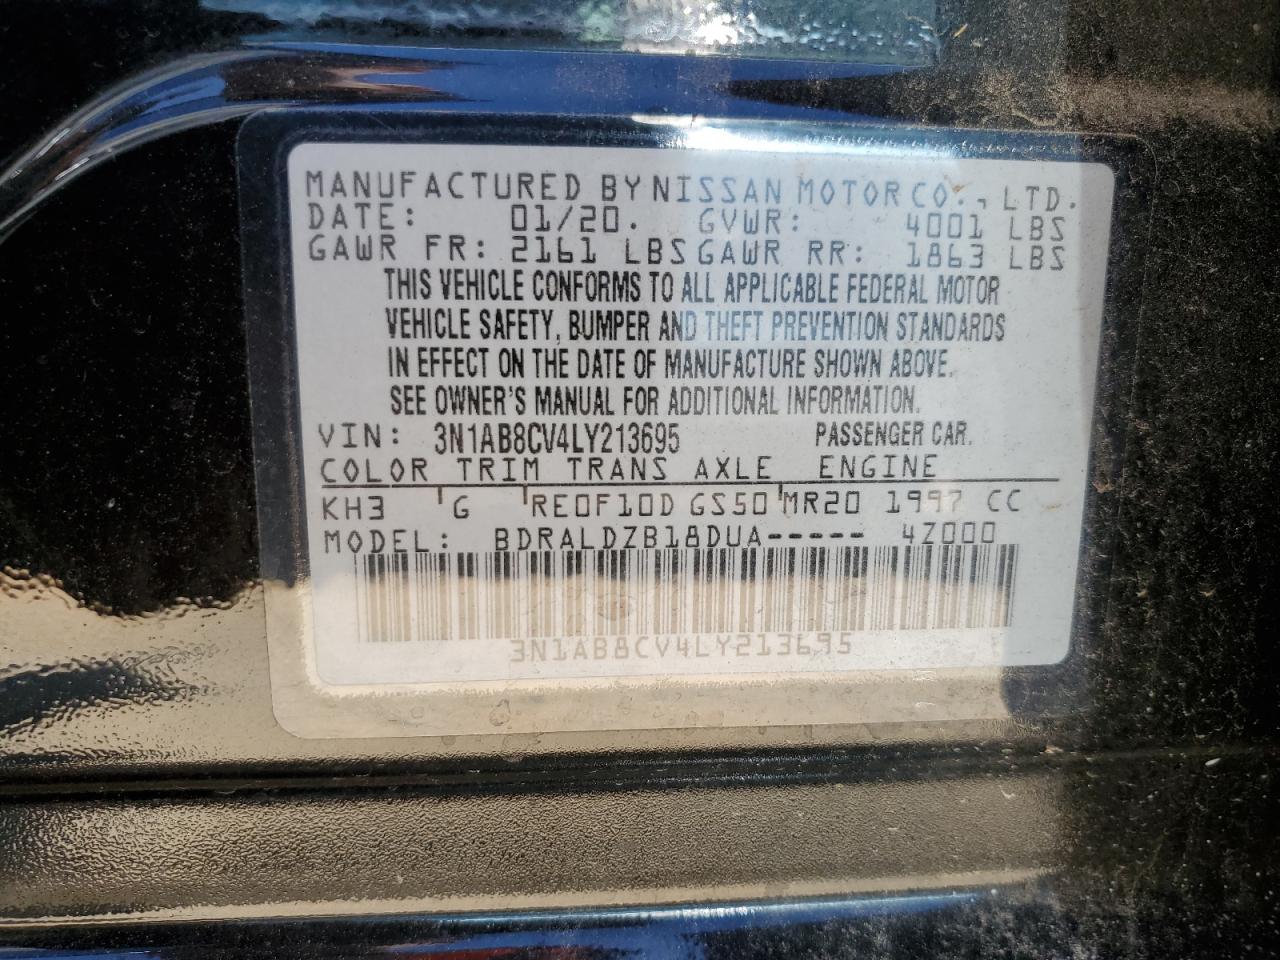 MANUFACTURED BY NISSAN MOTOR CO., LTD.
DATE: 01/20. GVWR: 4001 LBS
GAWR FR: 2161 LBS GAWR RR: 1863 LBS
THIS VEHICLE CONFORMS TO ALL APPLICABLE FEDERAL MOTOR
VEHICLE SAFETY, BUMPER AND THEFT PREVENTION STANDARDS
IN EFFECT ON THE DATE OF MANUFACTURE SHOWN ABOVE.
SEE OWNER'S MANUAL FOR ADDITIONAL INFORMATION.
VIN: 3N1AB8CV4LY213695 PASSENGER CAR.
COLOR TRIM TRANS AXLE ENGINE
KH3 G RE0F10D GS50 MR20 1997 CC
MODEL: BDRALDZB18DUA----- 4Z000
3N1AB8CV4LY213695